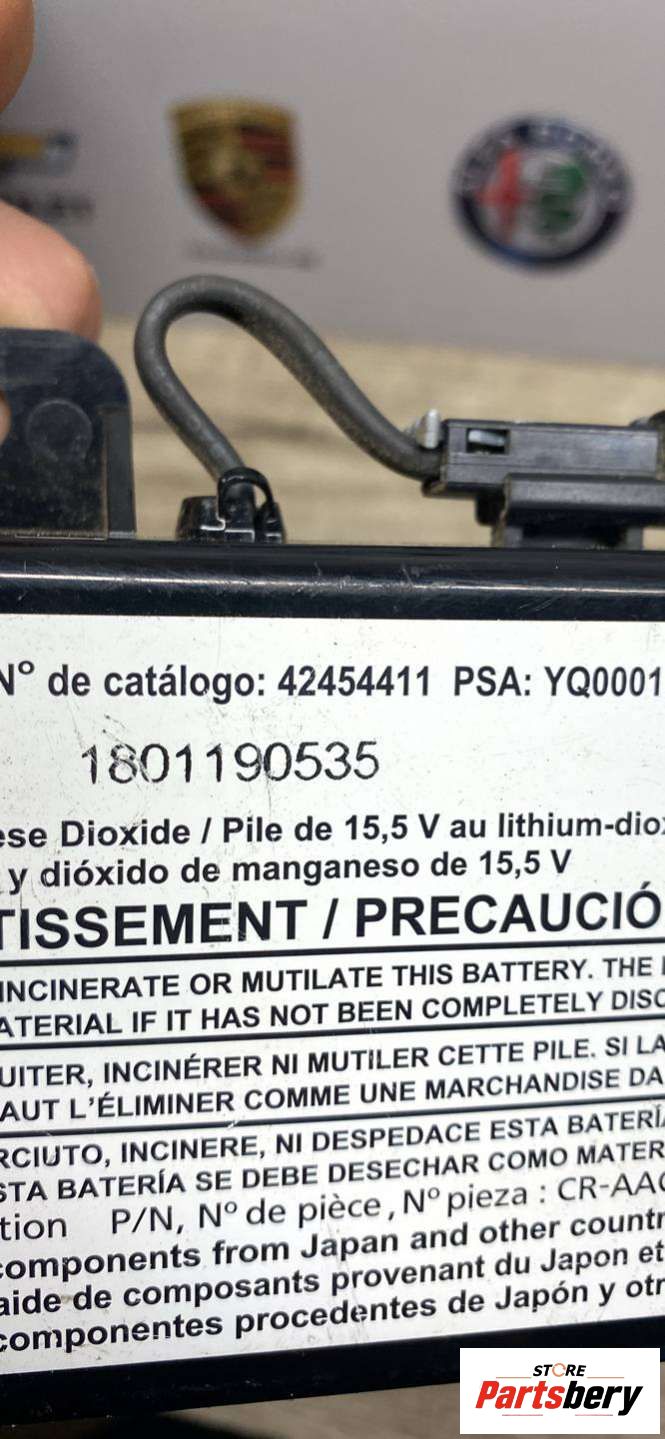 Nº de catálogo: 42454411 PSA: YQ0001
1801190535
ese Dioxide / Pile de 15,5 V au lithium-diox
y dióxido de manganeso de 15,5 V
TISSEMENT / PRECAUCIÓ
INCINERATE OR MUTILATE THIS BATTERY. THE
ATERIAL IF IT HAS NOT BEEN COMPLETELY DISC
UITER, INCINÉRER NI MUTILER CETTE PILE. SI LA
AUT L'ÉLIMINER COMME UNE MARCHANDISE DA
RCIUTO, INCINERE, NI DESPEDACE ESTA BATERÍA
STA BATERÍA SE DEBE DESECHAR COMO MATER
tion P/N, Nº de pièce, Nº pieza : CR-AAC
components from Japan and other countr
aide de composants provenant du Japon et
componentes procedentes de Japón y otr
STORE
Partsbery